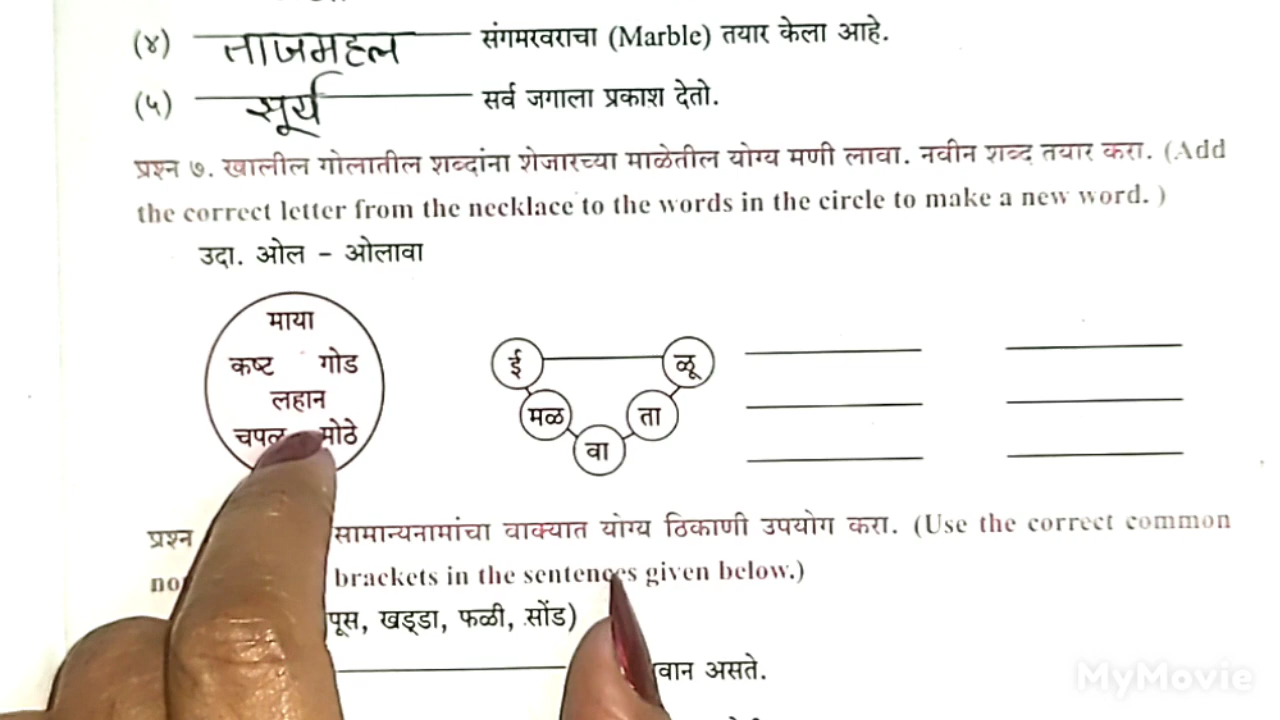 (४) ताजमहल संगमरवराचा (Marble) तयार केला आहे.
(५) सूर्य सर्व जगाला प्रकाश देतो.
प्रश्न ७. खालील गोलातील शब्दांना शेजारच्या माळेतील योग्य मणी लावा. नवीन शब्द तयार करा. (Add
the correct letter from the necklace to the words in the circle to make a new word. )
उदा. ओल - ओलावा
माया
कष्ट गोड
लहान
चपळ मोठे
ई ळू
मळ ता
वा
प्रश्न सामान्यनामांचा वाक्यात योग्य ठिकाणी उपयोग करा. (Use the correct common
brackets in the sentences given below.)
खड्डा, फळी, सोंड)
असते.
MyMovie